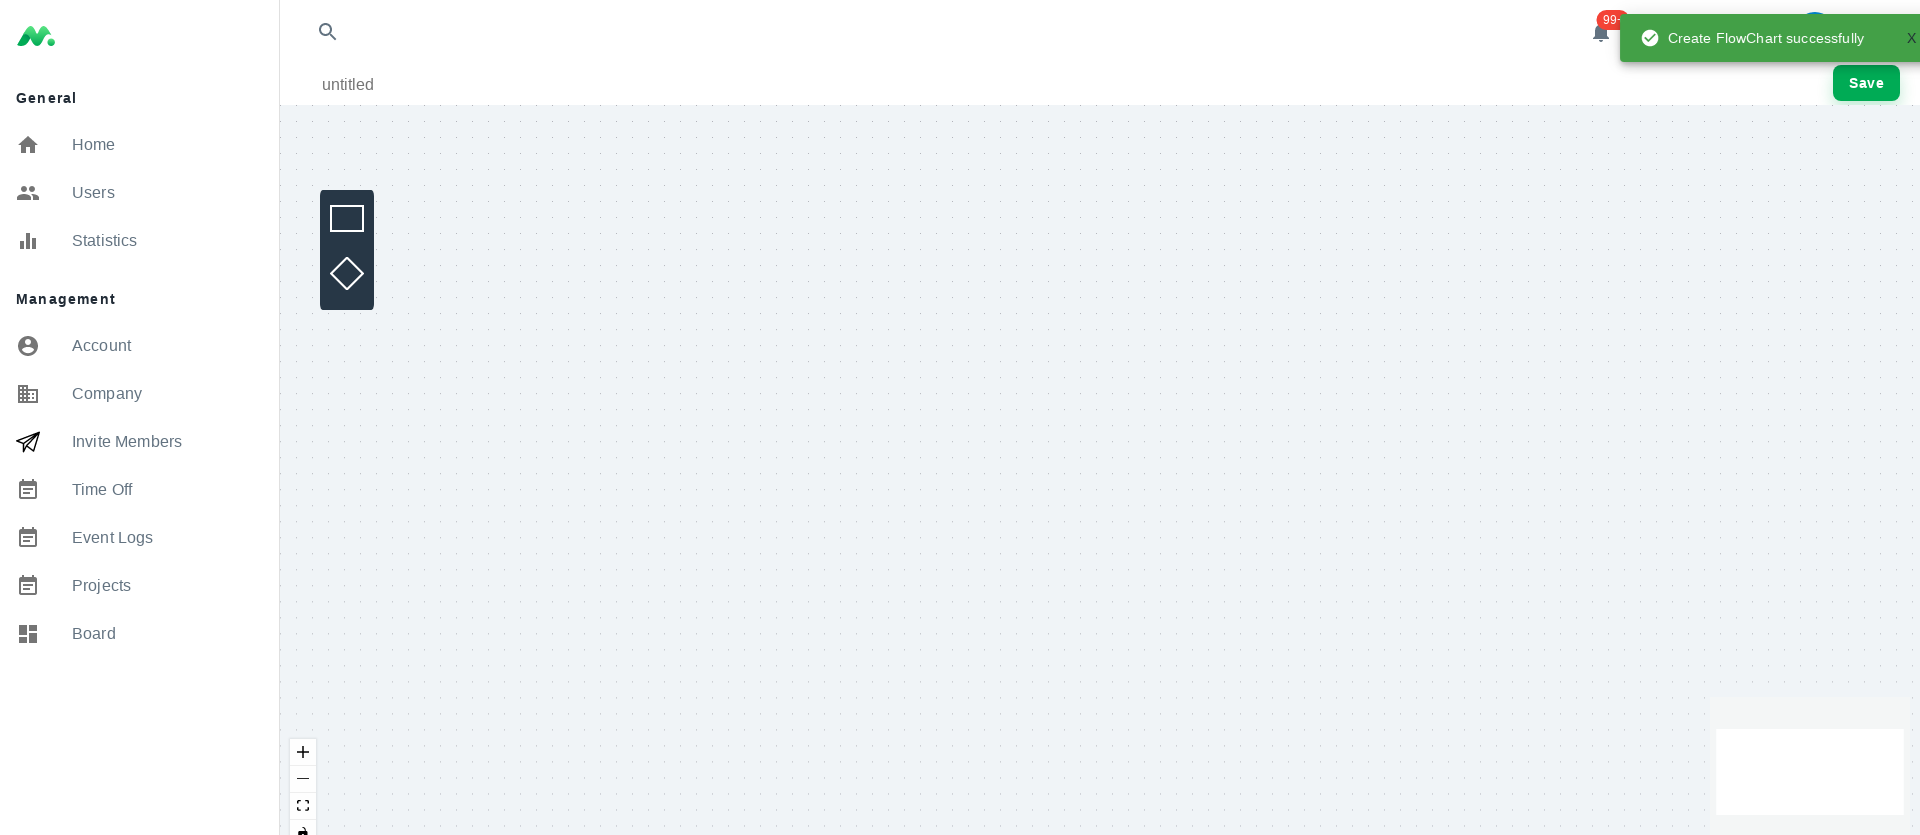 99+
Create FlowChart successfully
X
untitled
Save
General
Home
Users
Statistics
Management
Account
Company
Invite Members
Time Off
Event Logs
Projects
Board